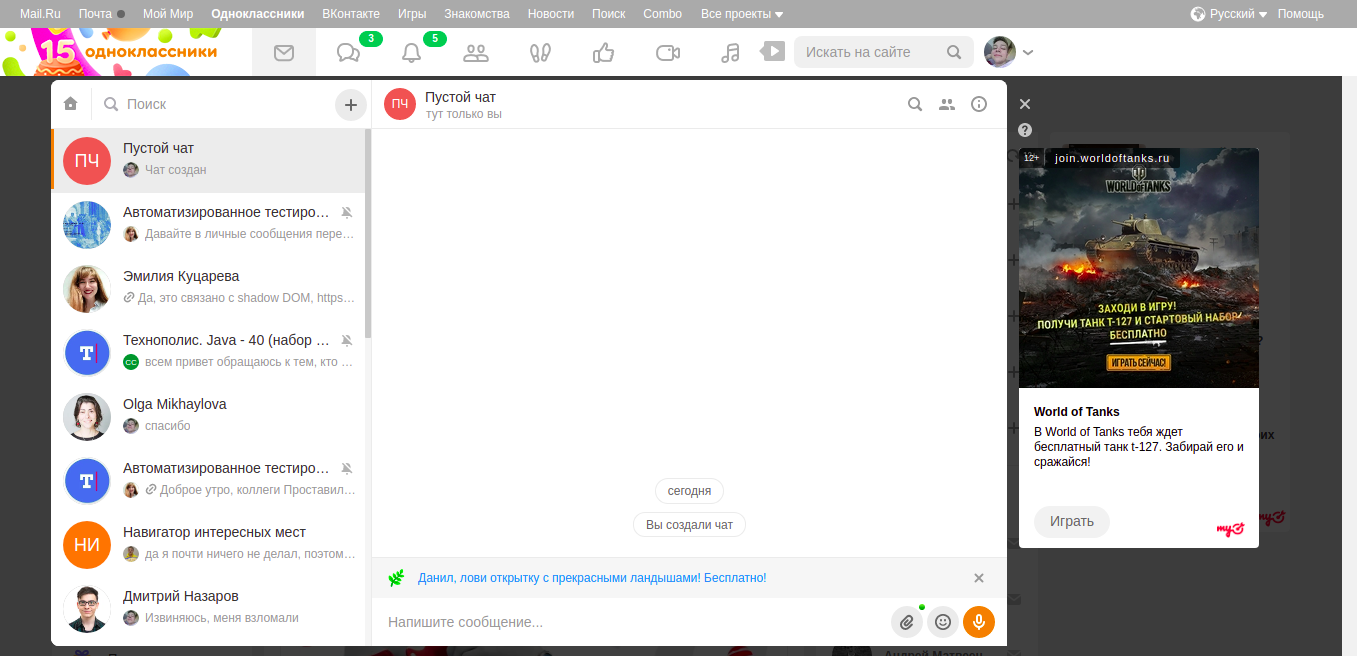 Mail.Ru Почта Мой Мир Одноклассники ВКонтакте Игры Знакомства Новости Поиск Combo Все проекты Русский Помощь
15 одноклассники 3 5 Искать на сайте
Поиск
ПЧ Пустой чат
Чат создан
Автоматизированное тестиро…
Давайте в личные сообщения пере…
Эмилия Куцарева
Да, это связано с shadow DOM, https…
Технополис. Java - 40 (набор …
СС всем привет обращаюсь к тем, кто …
Olga Mikhaylova
спасибо
Автоматизированное тестиро…
Доброе утро, коллеги Проставил…
НИ Навигатор интересных мест
да я почти ничего не делал, поэтом…
Дмитрий Назаров
Извиняюсь, меня взломали
ПЧ Пустой чат
тут только вы
сегодня
Вы создали чат
Данил, лови открытку с прекрасными ландышами! Бесплатно!
Напишите сообщение...
12+ join.worldoftanks.ru
WORLD OF TANKS
ЗАХОДИ В ИГРУ!
ПОЛУЧИ ТАНК Т-127 И СТАРТОВЫЙ НАБОР
БЕСПЛАТНО
ИГРАТЬ СЕЙЧАС!
World of Tanks
В World of Tanks тебя ждет
бесплатный танк t-127. Забирай его и
сражайся!
Играть
их
Андрей Матвеен